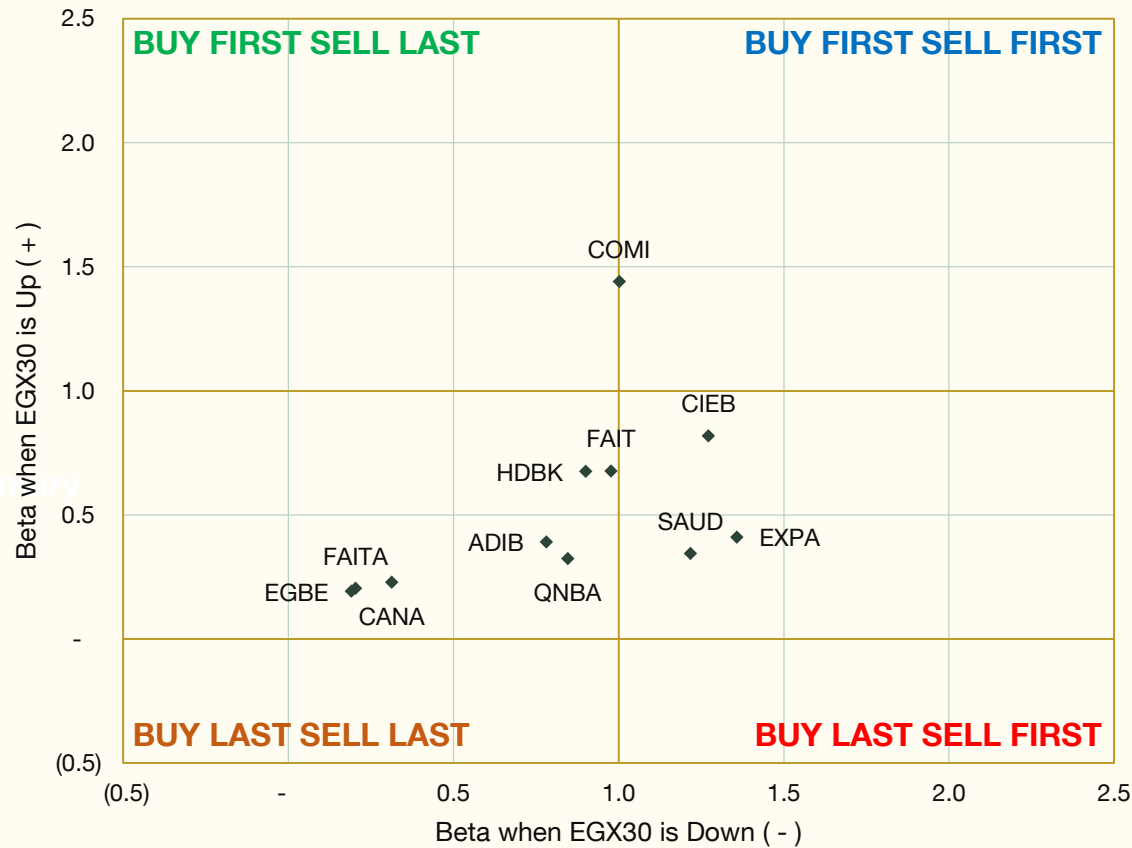 2.5
BUY FIRST SELL LAST
BUY FIRST SELL FIRST
2.0
COMI
1.5
1.0
CIEB
FAIT
HDBK
0.5
SAUD
EXPA
ADIB
FAITA
EGBE
QNBA
CANA
-
BUY LAST SELL LAST
BUY LAST SELL FIRST
(0.5)
(0.5) - 0.5 1.0 1.5 2.0 2.5
Beta when EGX30 is Down ( - )
Beta when EGX30 is Up ( + )